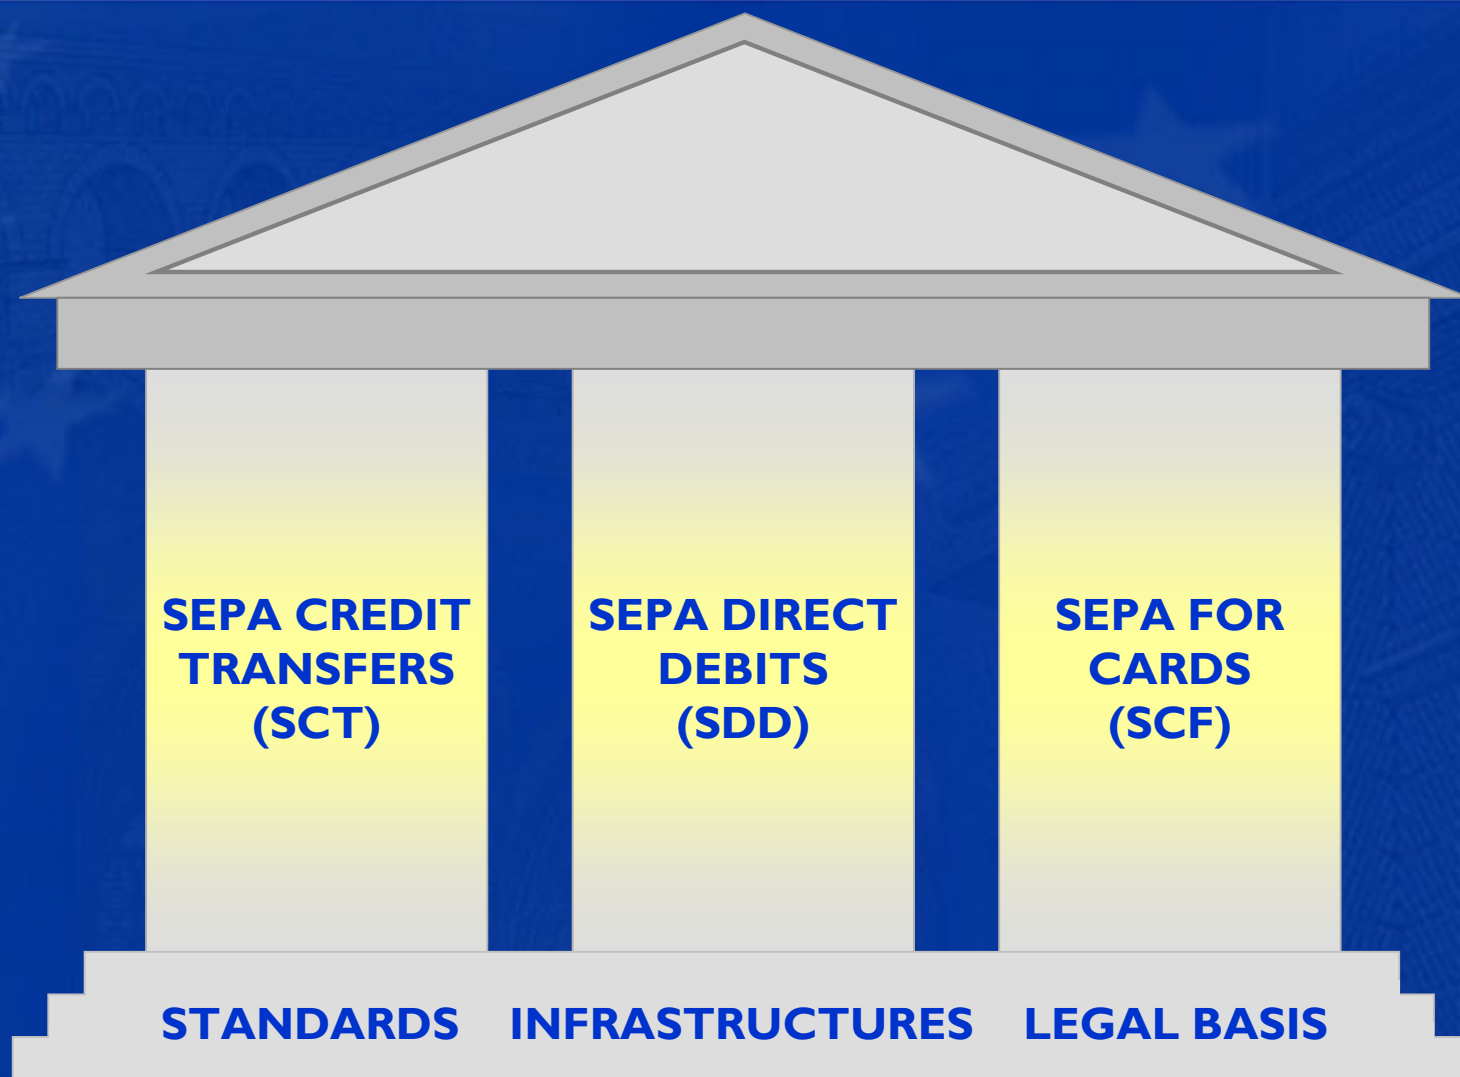 SEPA CREDIT
TRANSFERS
(SCT)
SEPA DIRECT
DEBITS
(SDD)
SEPA FOR
CARDS
(SCF)
STANDARDS INFRASTRUCTURES LEGAL BASIS